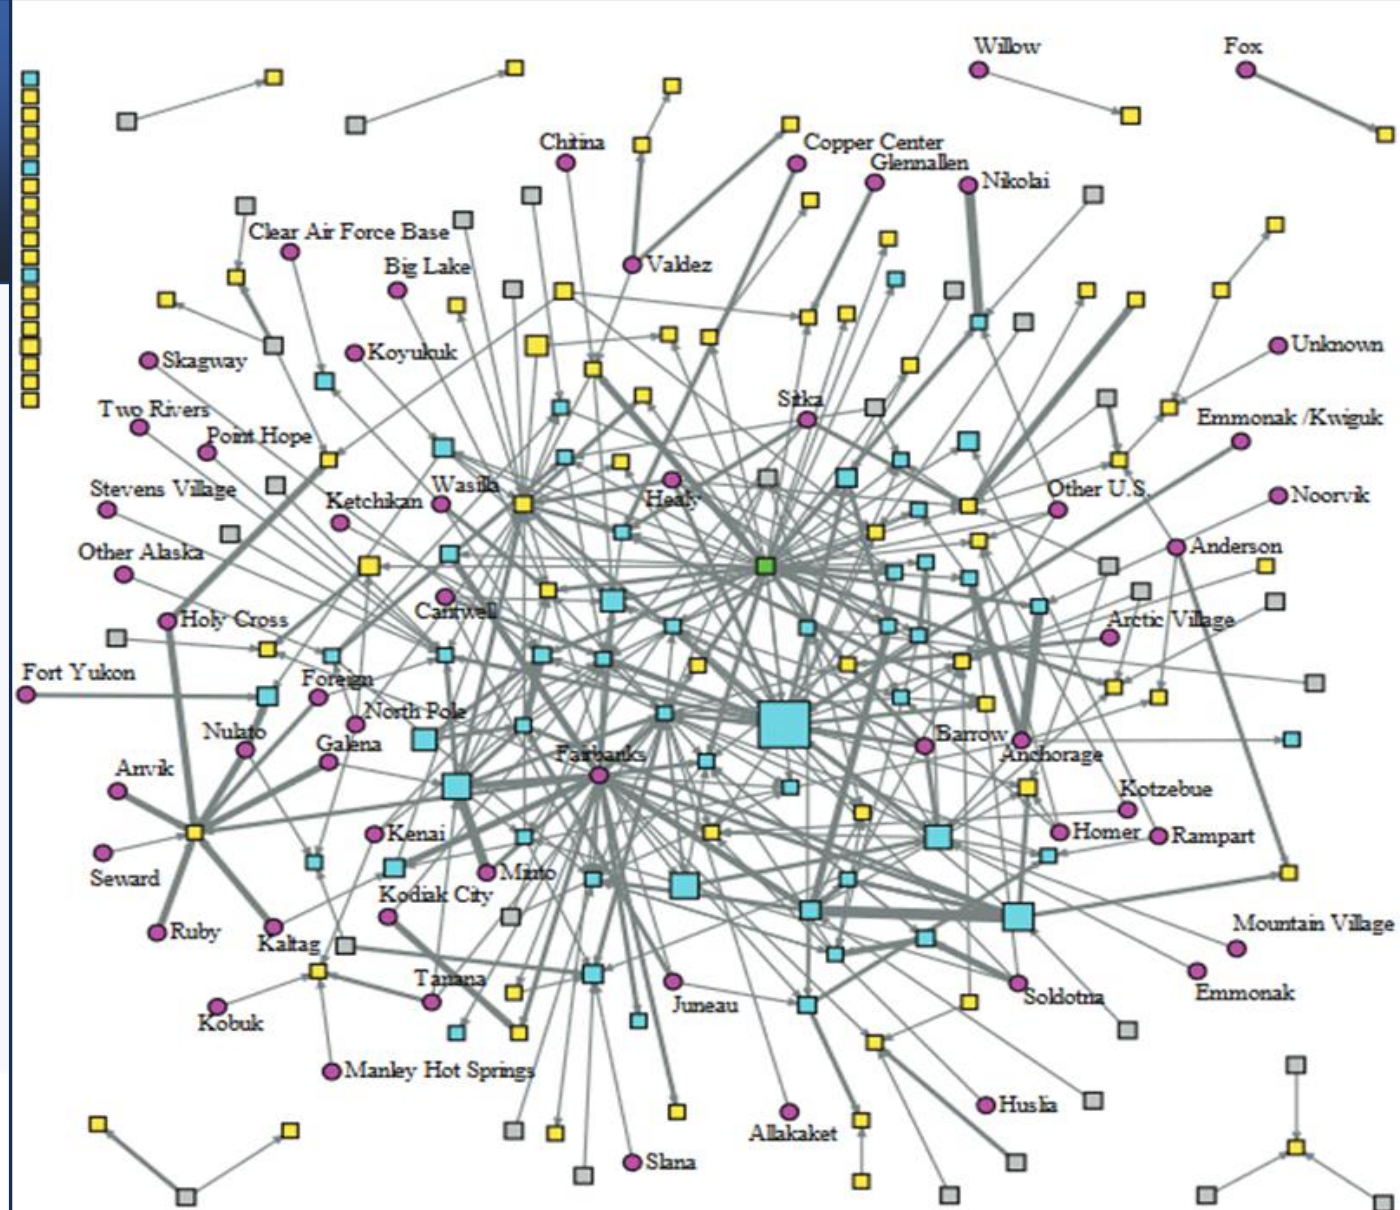 Willow
Fox
Chitina
Copper Center
Glennallen
Nikolai
Clear Air Force Base
Big Lake
Valdez
Unknown
Koyukuk
Skagway
Sitka
Two Rivers
Emmonak /Kwiguk
Point Hope
Wasilla
Stevens Village
Healy
Other U.S.
Noorvik
Ketchikan
Other Alaska
Anderson
Cantwell
Holy Cross
Arctic Village
Fort Yukon
Foreign
North Pole
Nulato
Galena
Fairbanks
Barrow
Anchorage
Anvik
Kotzebue
Kenai
Homer
Rampart
Seward
Minto
Kodiak City
Ruby
Kaltag
Mountain Village
Tanana
Juneau
Soldotna
Emmonak
Kobuk
Manley Hot Springs
Huslia
Allakaket
Slana